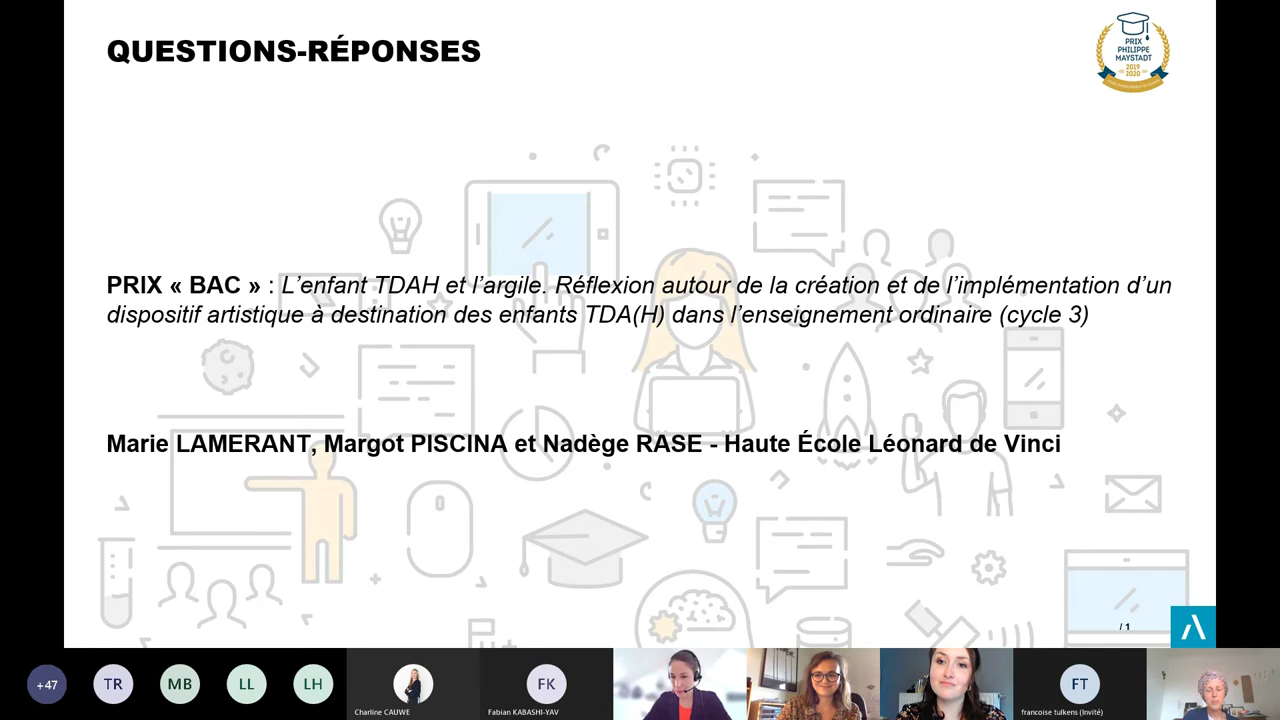 QUESTIONS-RÉPONSES
PRIX
PHILIPPE
MAYSTADT
2019
2020
PRIX « BAC » : L’enfant TDAH et l’argile. Réflexion autour de la création et de l’implémentation d’un
dispositif artistique à destination des enfants TDA(H) dans l’enseignement ordinaire (cycle 3)
Marie LAMERANT, Margot PISCINA et Nadège RASE - Haute École Léonard de Vinci
/ 1
+47
TR
MB
LL
LH
Charline CAUWE
FK
Fabian KABASHI-YAV
FT
francoise tulkens (Invité)